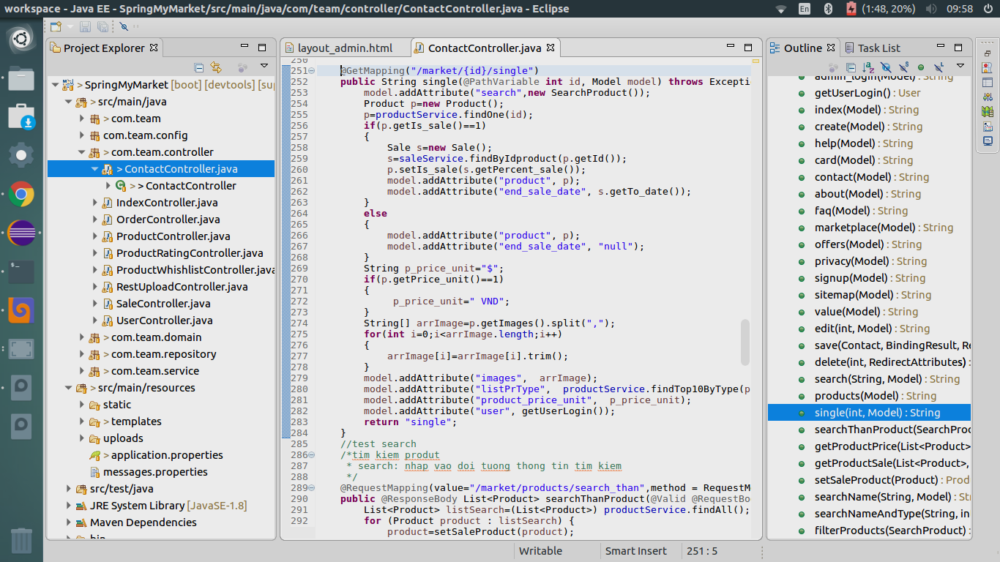 workspace - Java EE - SpringMyMarket/src/main/java/com/team/controller/ContactController.java - Eclipse
En
(1:48, 20%)
09:58
Project Explorer
> SpringMyMarket [boot] [devtools] [su
> src/main/java
> com.team
com.team.config
> com.team.controller
> ContactController.java
> > ContactController
IndexController.java
OrderController.java
> ProductController.java
ProductRatingController.java
> ProductWhishlistController.java
RestUploadController.java
> SaleController.java
> UserController.java
> com.team.domain
> com.team.repository
> com.team.service
> src/main/resources
static
> templates
uploads
> application.properties
messages.properties
src/test/java
JRE System Library [JavaSE-1.8]
Maven Dependencies
bin
layout_admin.html
ContactController.java
250
251 @GetMapping("/market/{id}/single")
252 public String single(@PathVariable int id, Model model) throws Excepti
253 model.addAttribute("search",new SearchProduct());
254 Product p=new Product();
255 p=productService.findOne(id);
256 if(p.getIs_sale()==1)
257 {
258 Sale s=new Sale();
259 s=saleService.findByIdproduct(p.getId());
260 p.setIs_sale(s.getPercent_sale());
261 model.addAttribute("product", p);
262 model.addAttribute("end_sale_date", s.getTo_date());
263 }
264 else
265 {
266 model.addAttribute("product", p);
267 model.addAttribute("end_sale_date", "null");
268 }
269 String p_price_unit="$";
270 if(p.getPrice_unit()==1)
271 {
272 p_price_unit=" VND";
273 }
274 String[] arrImage=p.getImages().split(",");
275 for(int i=0;i<arrImage.length;i++)
276 {
277 arrImage[i]=arrImage[i].trim();
278 }
279 model.addAttribute("images", arrImage);
280 model.addAttribute("listPrType", productService.findTop10ByType(p
281 model.addAttribute("product_price_unit", p_price_unit);
282 model.addAttribute("user", getUserLogin());
283 return "single";
284 }
285 //test search
286 /*tim kiem produt
287 * search: nhap vao doi tuong thong tin tim kiem
288 */
289 @RequestMapping(value="/market/products/search_than",method = RequestM
290 public @ResponseBody List<Product> searchThanProduct(@Valid @RequestBo
291 List<Product> listSearch=(List<Product>) productService.findAll();
292 for (Product product : listSearch) {
product=setSaleProduct(product);
Outline
Task List
admin_login(Model) : String
getUserLogin() : User
index(Model) : String
create(Model) : String
help(Model) : String
card(Model) : String
contact(Model) : String
about(Model) : String
faq(Model) : String
marketplace(Model) : String
offers(Model) : String
privacy(Model) : String
signup(Model) : String
sitemap(Model) : String
value(Model) : String
edit(int, Model) : String
save(Contact, BindingResult, Re
delete(int, RedirectAttributes) :
search(String, Model) : String
products(Model) : String
single(int, Model) : String
searchThanProduct(SearchProd
getProductPrice(List<Product>
getProductSale(List<Product>,
setSaleProduct(Product) : Prod
searchName(String, Model) : S
searchNameAndType(String, in
filterProducts(SearchProduct) :
Writable
Smart Insert
251 : 5